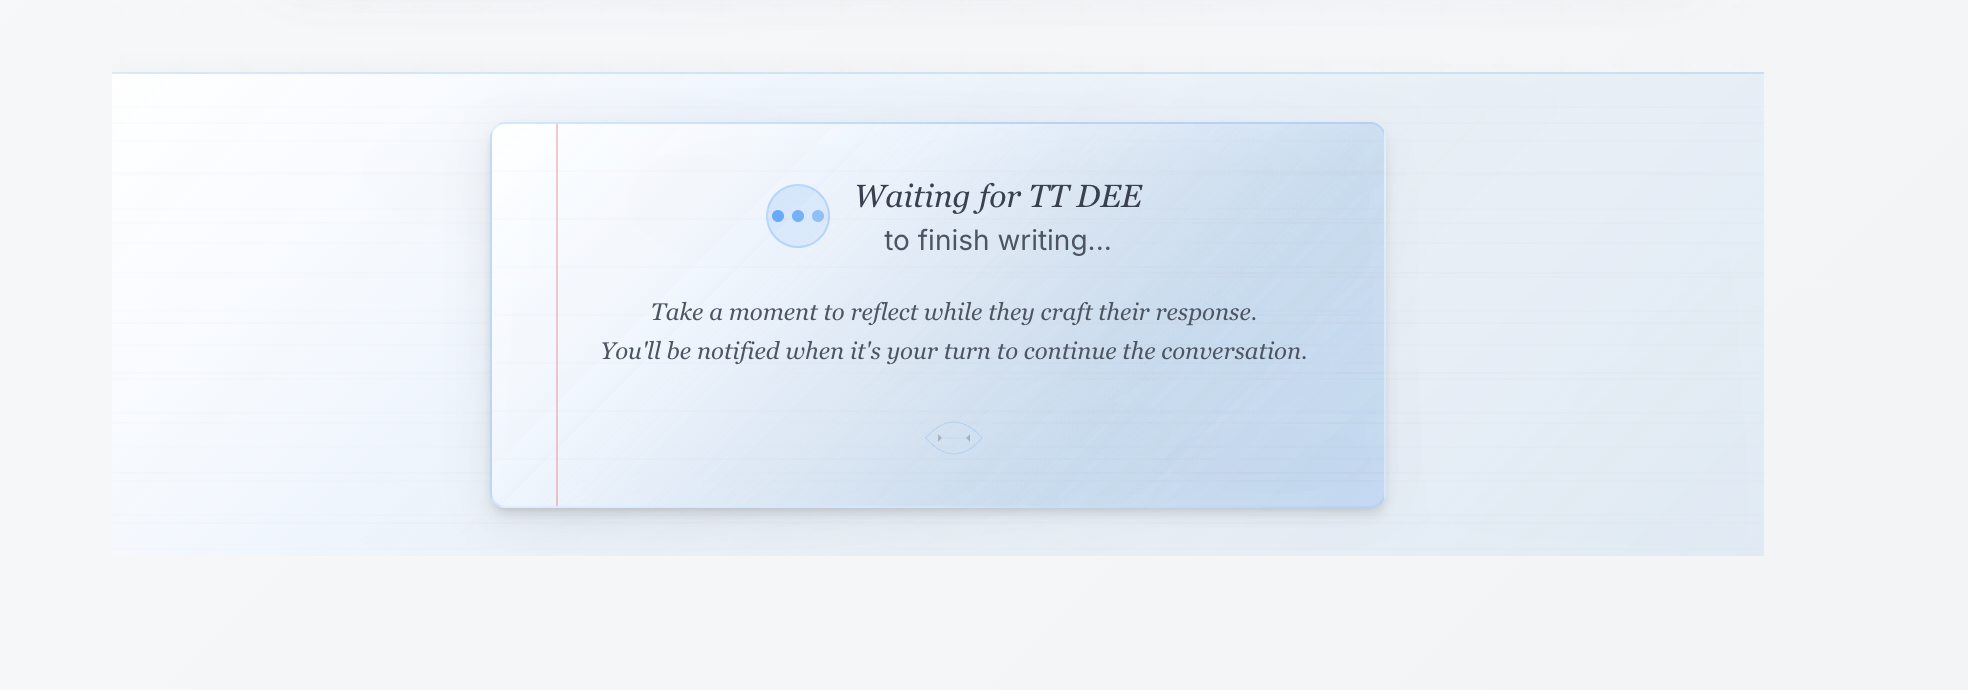 Waiting for TT DEE
to finish writing...
Take a moment to reflect while they craft their response.
You'll be notified when it's your turn to continue the conversation.